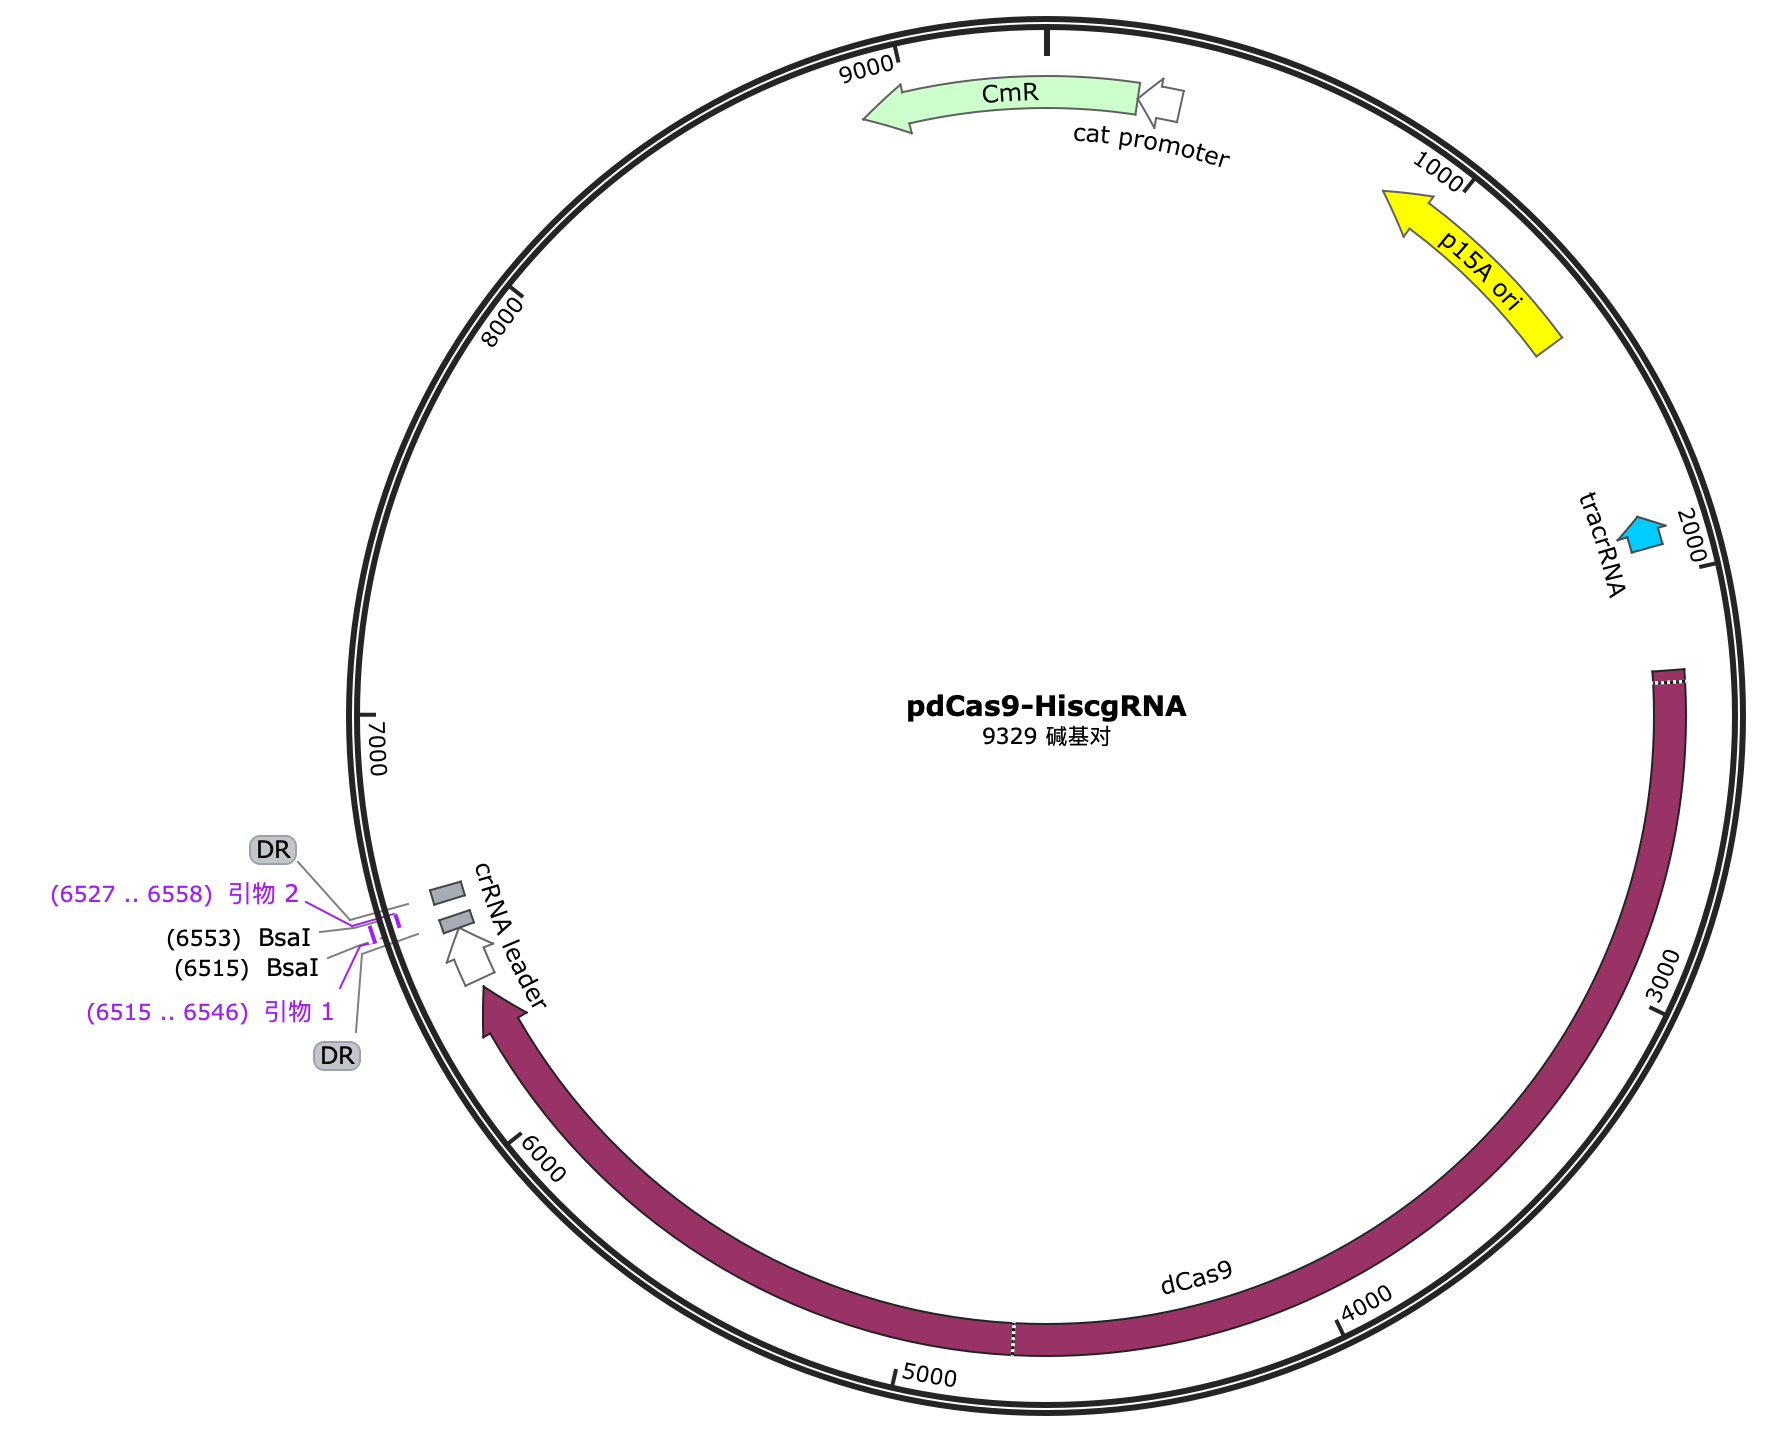 9000
CmR
cat promoter
1000
p15A ori
8000
tracrRNA
2000
pdCas9-HiscgRNA
9329 碱基对
7000
DR
(6527 .. 6558) 引物 2
(6553) BsaI
(6515) BsaI
(6515 .. 6546) 引物 1
DR
crRNA leader
3000
6000
dCas9
4000
5000